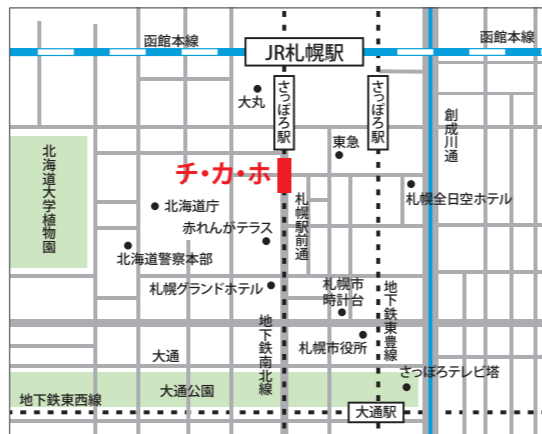 函館本線
函館本線
JR札幌駅
さっぽろ駅
さっぽろ駅
大丸
創成川通
東急
北海道大学植物園
チ・カ・ホ
札幌全日空ホテル
北海道庁
札幌駅前通
赤れんがテラス
北海道警察本部
札幌グランドホテル
札幌市
時計台
地下鉄東豊線
地下鉄南北線
札幌市役所
大通
さっぽろテレビ塔
大通公園
地下鉄東西線
大通駅